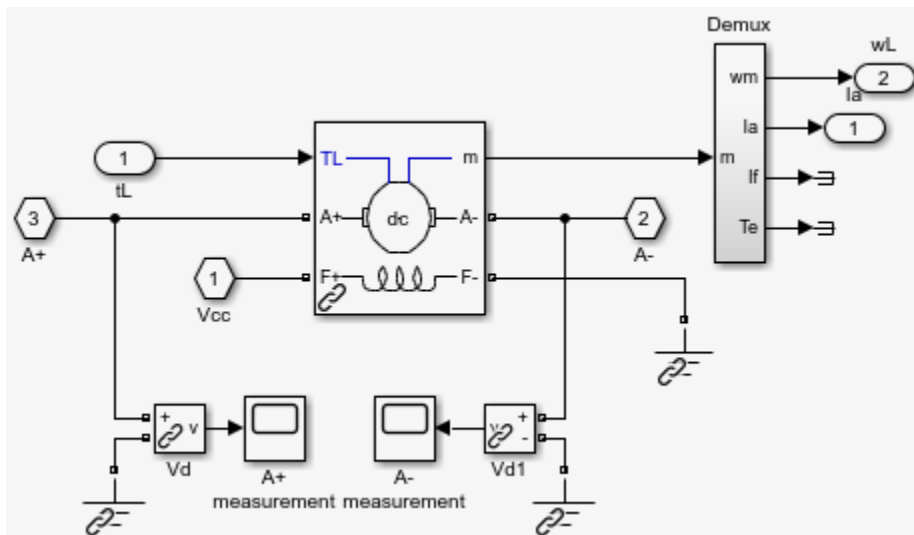 Demux
wL
wm
2
Ia
Ia
1
1
TL
m
m
tL
If
3
A+
dc
A-
2
Te
A+
A-
1
F+
F-
Vcc
+
v
v
+
-
Vd
A+
measurement
A-
measurement
Vd1